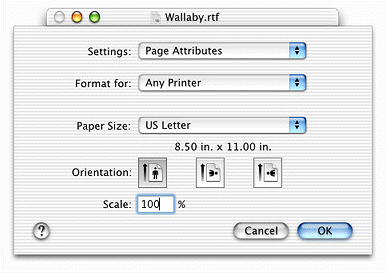 Wallaby.rtf
Settings: Page Attributes
Format for: Any Printer
Paper Size: US Letter
8.50 in. x 11.00 in.
Orientation:
Scale: 100 %
? Cancel OK